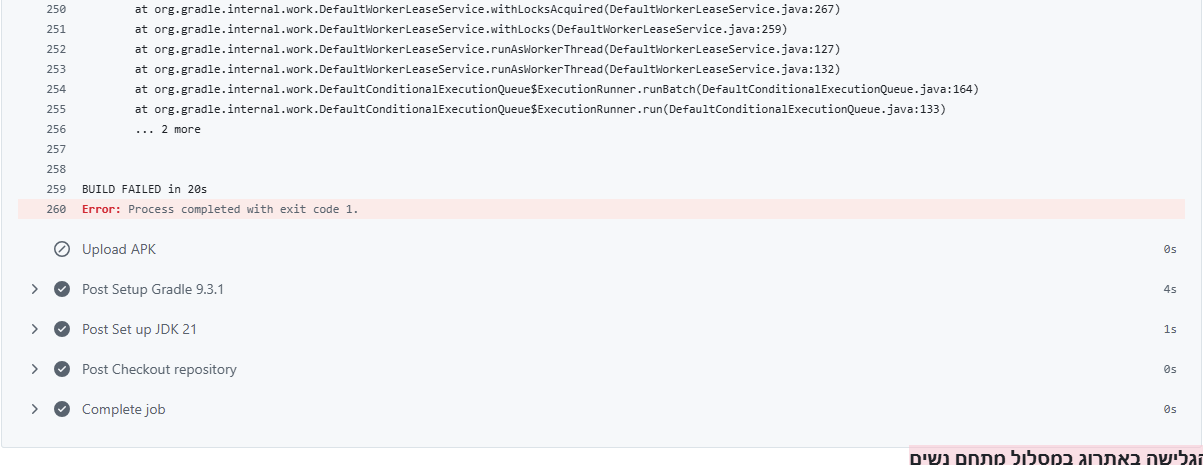 250 at org.gradle.internal.work.DefaultWorkerLeaseService.withLocksAcquired(DefaultWorkerLeaseService.java:267)
251 at org.gradle.internal.work.DefaultWorkerLeaseService.withLocks(DefaultWorkerLeaseService.java:259)
252 at org.gradle.internal.work.DefaultWorkerLeaseService.runAsWorkerThread(DefaultWorkerLeaseService.java:127)
253 at org.gradle.internal.work.DefaultWorkerLeaseService.runAsWorkerThread(DefaultWorkerLeaseService.java:132)
254 at org.gradle.internal.work.DefaultConditionalExecutionQueue$ExecutionRunner.runBatch(DefaultConditionalExecutionQueue.java:164)
255 at org.gradle.internal.work.DefaultConditionalExecutionQueue$ExecutionRunner.run(DefaultConditionalExecutionQueue.java:133)
256 ... 2 more
257
258
259 BUILD FAILED in 20s
260 Error: Process completed with exit code 1.
Upload APK 0s
Post Setup Gradle 9.3.1 4s
Post Set up JDK 21 1s
Post Checkout repository 0s
Complete job 0s
הגלישה באתרוג במסלול מתחם נשים